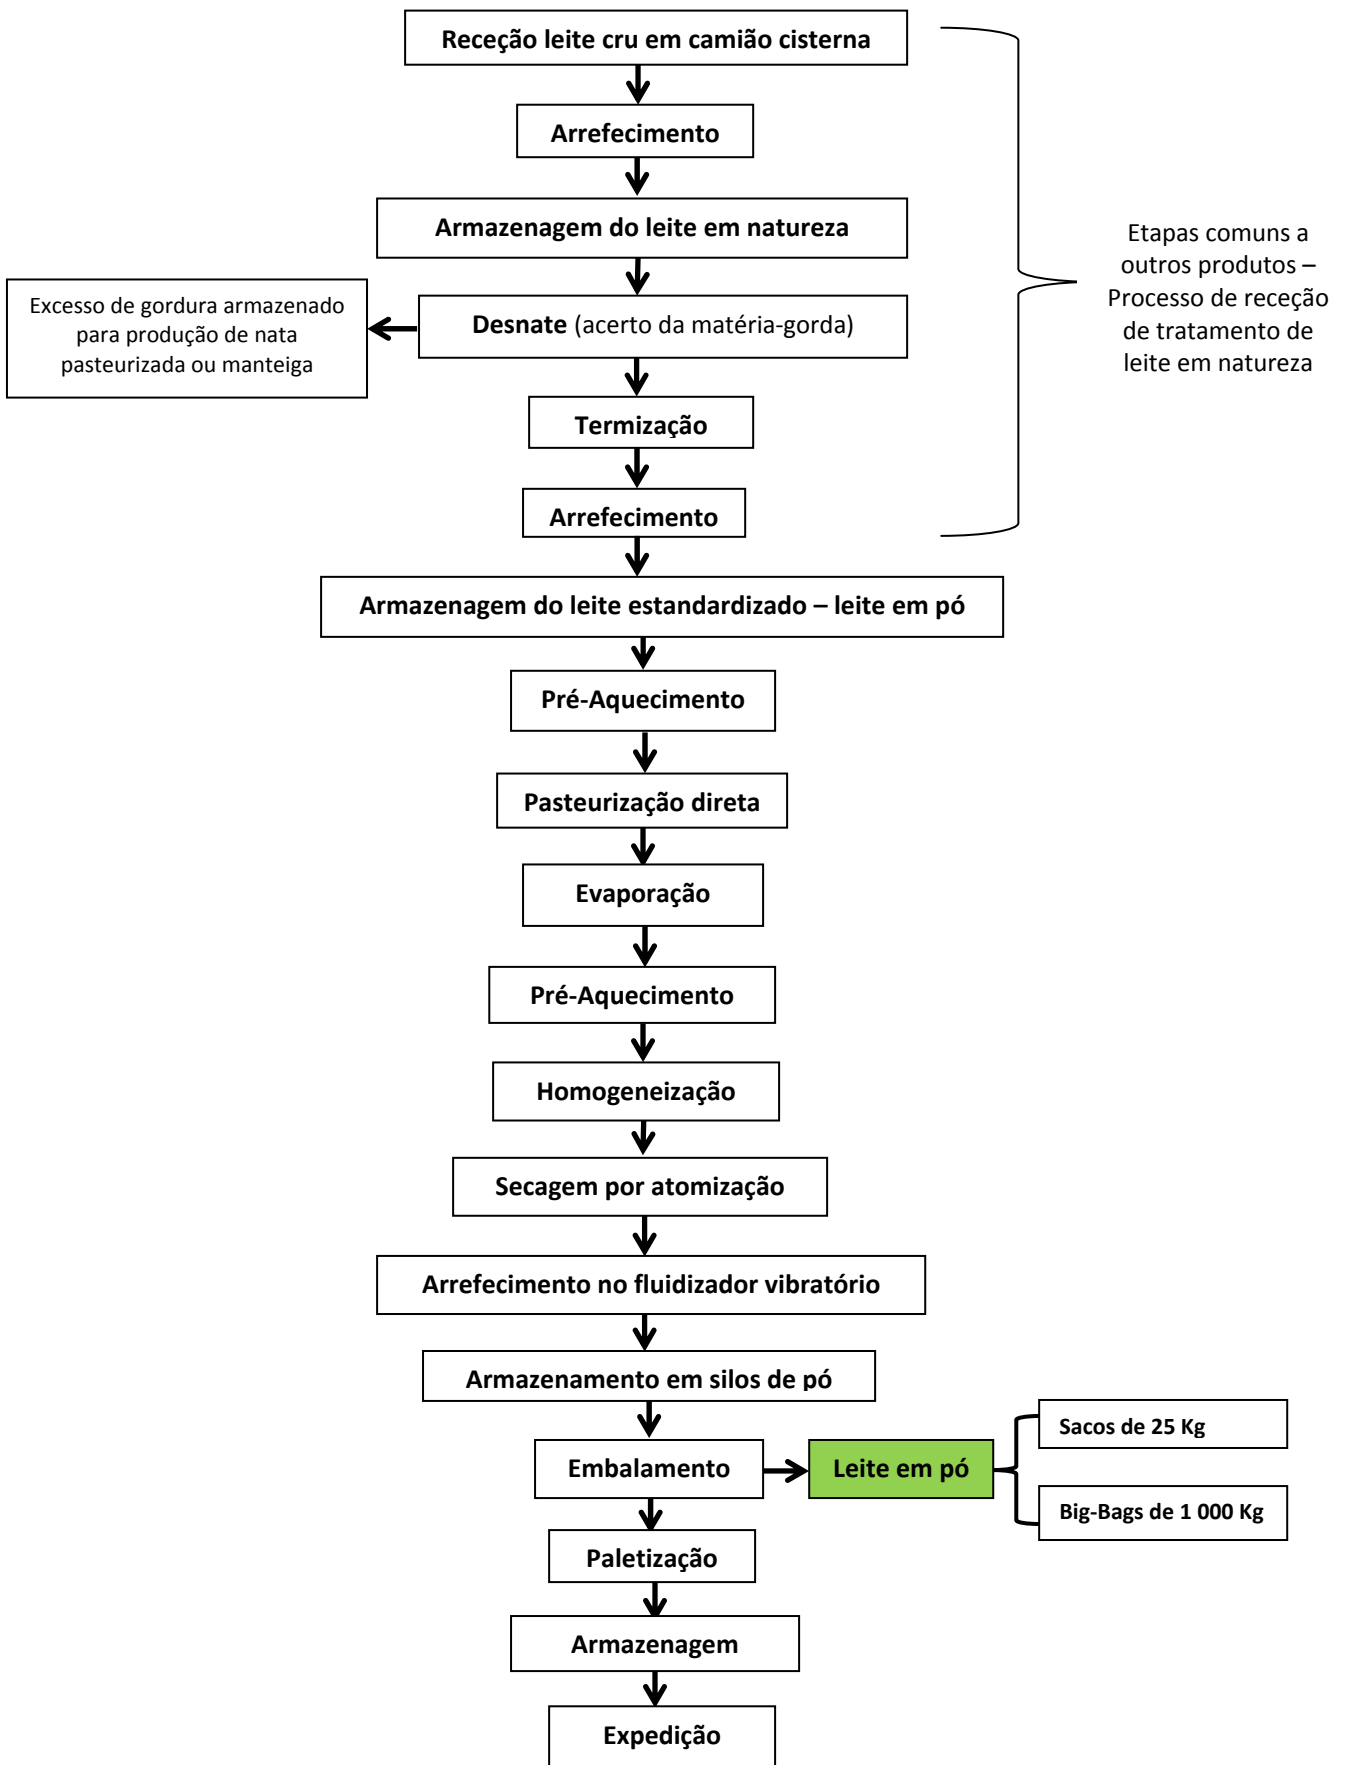 Receção leite cru em camião cisterna
Arrefecimento
Armazenagem do leite em natureza
Etapas comuns a
outros produtos –
Processo de receção
de tratamento de
leite em natureza
Excesso de gordura armazenado
para produção de nata
pasteurizada ou manteiga
Desnate (acerto da matéria-gorda)
Termização
Arrefecimento
Armazenagem do leite estandardizado – leite em pó
Pré-Aquecimento
Pasteurização direta
Evaporação
Pré-Aquecimento
Homogeneização
Secagem por atomização
Arrefecimento no fluidizador vibratório
Armazenamento em silos de pó
Embalamento
Leite em pó
Sacos de 25 Kg
Big-Bags de 1 000 Kg
Paletização
Armazenagem
Expedição